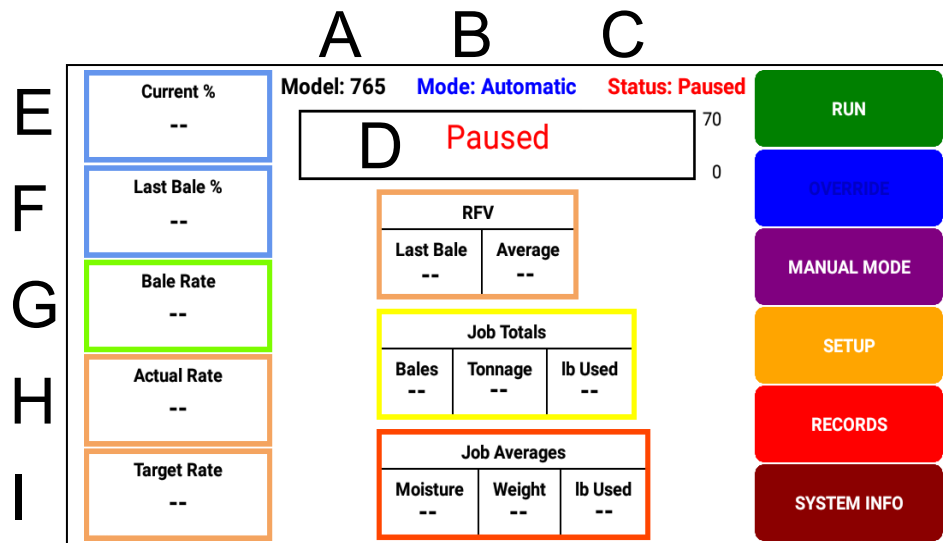 A B C
Model: 765 Mode: Automatic Status: Paused
E
Current %
--
D Paused
70
0
RUN
F
Last Bale %
--
OVERRIDE
RFV
Last Bale Average
-- --
G
Bale Rate
--
MANUAL MODE
Job Totals
Bales Tonnage lb Used
-- -- --
SETUP
H
Actual Rate
--
RECORDS
Job Averages
Moisture Weight lb Used
-- -- --
I
Target Rate
--
SYSTEM INFO